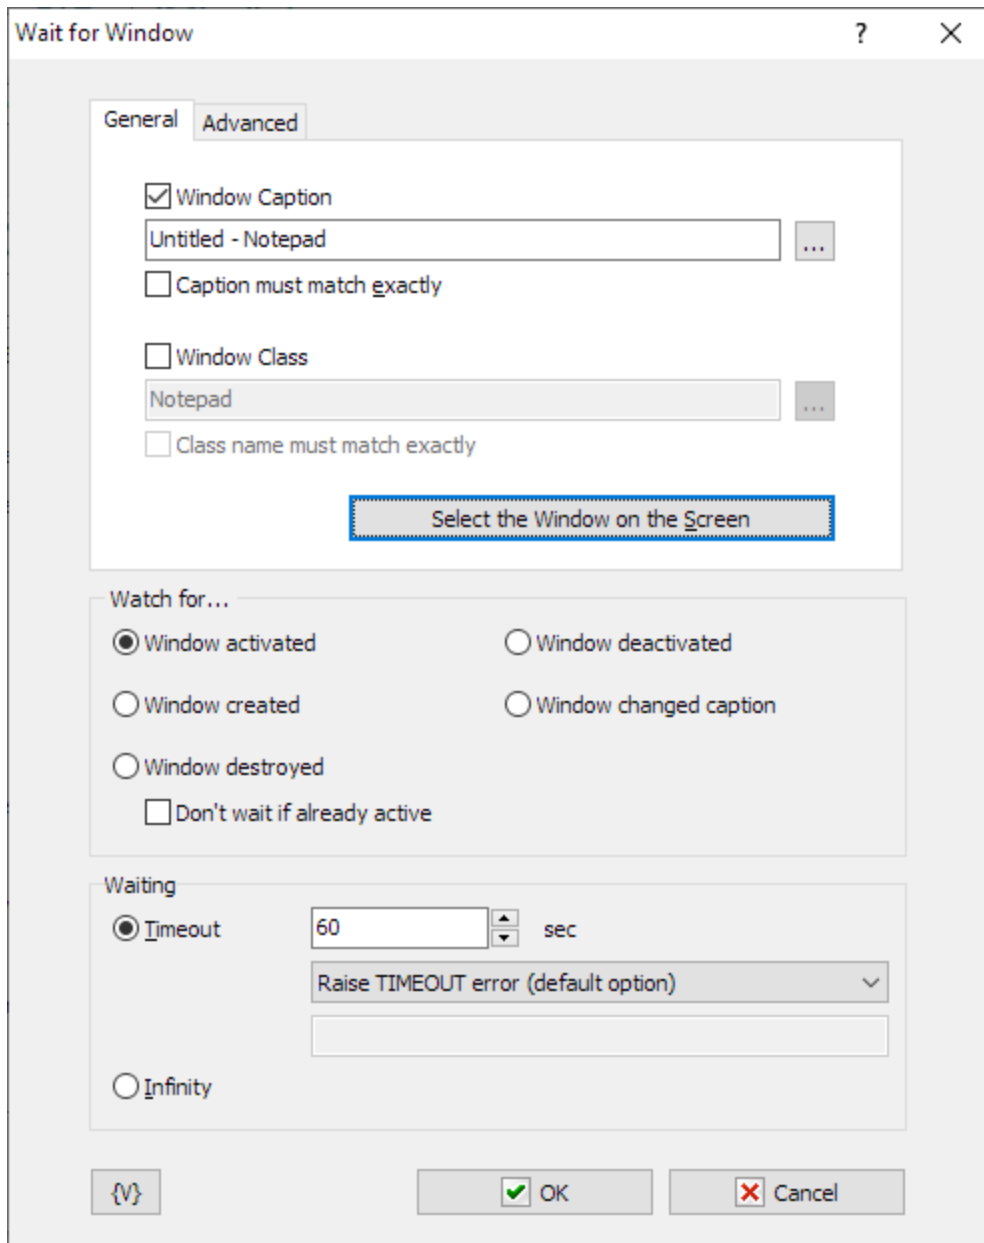 Wait for Window ?
General Advanced
Window Caption
Untitled - Notepad ...
Caption must match exactly
Window Class
Notepad ...
Class name must match exactly
Select the Window on the Screen
Watch for...
Window activated Window deactivated
Window created Window changed caption
Window destroyed
Don't wait if already active
Waiting
Timeout 60 sec
Raise TIMEOUT error (default option)
Infinity
{V} OK Cancel